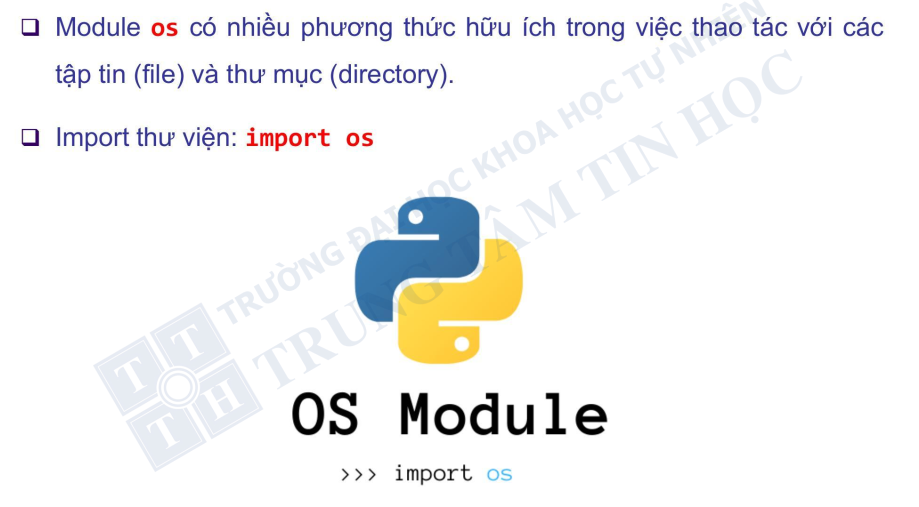 ❑ Module os có nhiều phương thức hữu ích trong việc thao tác với các
tập tin (file) và thư mục (directory).
❑ Import thư viện: import os
TRƯỜNG ĐẠI HỌC KHOA HỌC TỰ NHIÊN
TRUNG TÂM TIN HỌC
T T
T H
OS Module
>>> import os